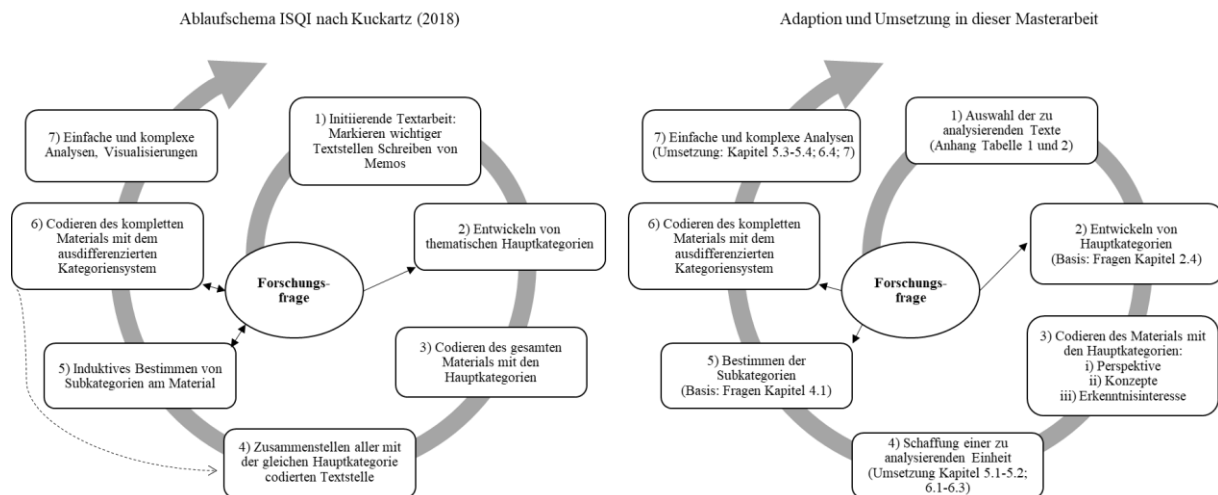 Ablaufschema ISQI nach Kuckartz (2018)
1) Initiierende Textarbeit:
Markieren wichtiger
Textstellen Schreiben von
Memos
2) Entwickeln von
thematischen Hauptkategorien
3) Codieren des gesamten
Materials mit den
Hauptkategorien
4) Zusammenstellen aller mit
der gleichen Hauptkategorie
codierten Textstelle
5) Induktives Bestimmen von
Subkategorien am Material
6) Codieren des kompletten
Materials mit dem
ausdifferenzierten
Kategoriensystem
7) Einfache und komplexe
Analysen, Visualisierungen
Forschungs-
frage
Adaption und Umsetzung in dieser Masterarbeit
1) Auswahl der zu
analysierenden Texte
(Anhang Tabelle 1 und 2)
2) Entwickeln von
Hauptkategorien
(Basis: Fragen Kapitel 2.4)
3) Codieren des Materials mit
den Hauptkategorien:
i) Perspektive
ii) Konzepte
iii) Erkenntnisinteresse
4) Schaffung einer zu
analysierenden Einheit
(Umsetzung Kapitel 5.1-5.2;
6.1-6.3)
5) Bestimmen der
Subkategorien
(Basis: Fragen Kapitel 4.1)
6) Codieren des kompletten
Materials mit dem
ausdifferenzierten
Kategoriensystem
7) Einfache und komplexe Analysen
(Umsetzung: Kapitel 5.3-5.4; 6.4; 7)
Forschungs-
frage